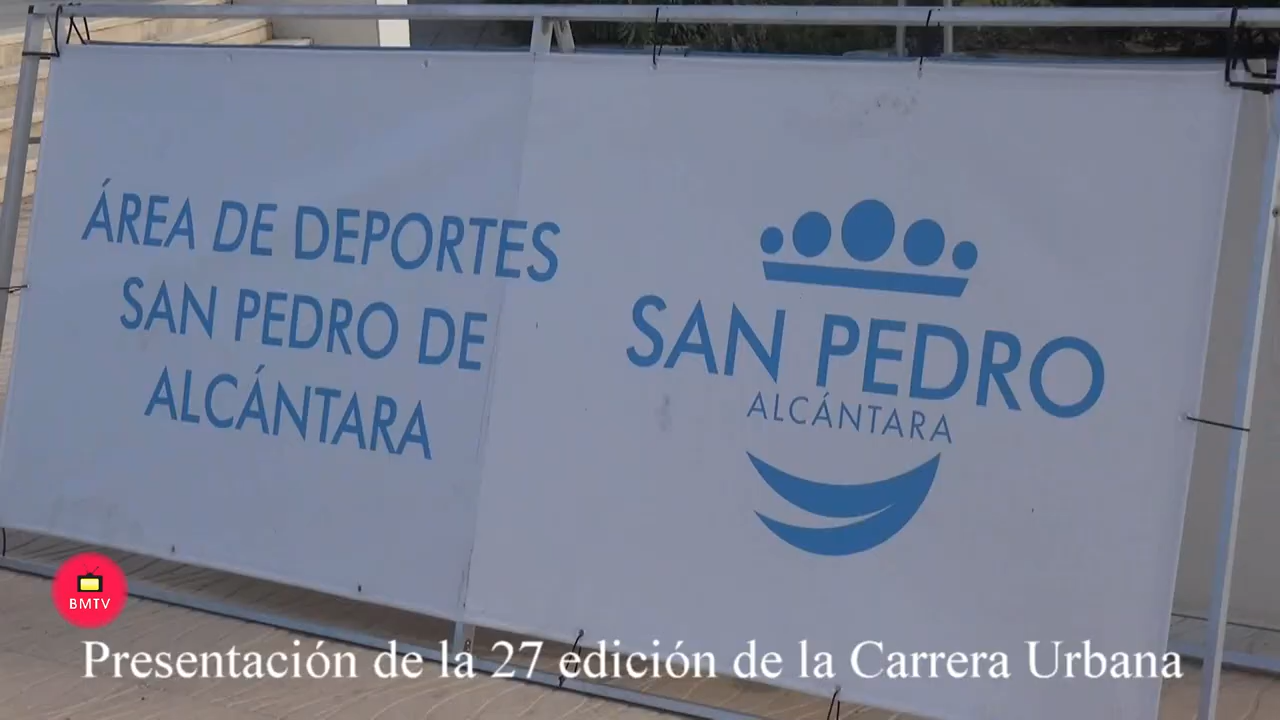 ÁREA DE DEPORTES
SAN PEDRO DE
ALCÁNTARA
SAN PEDRO
ALCÁNTARA
BMTV
Presentación de la 27 edición de la Carrera Urbana